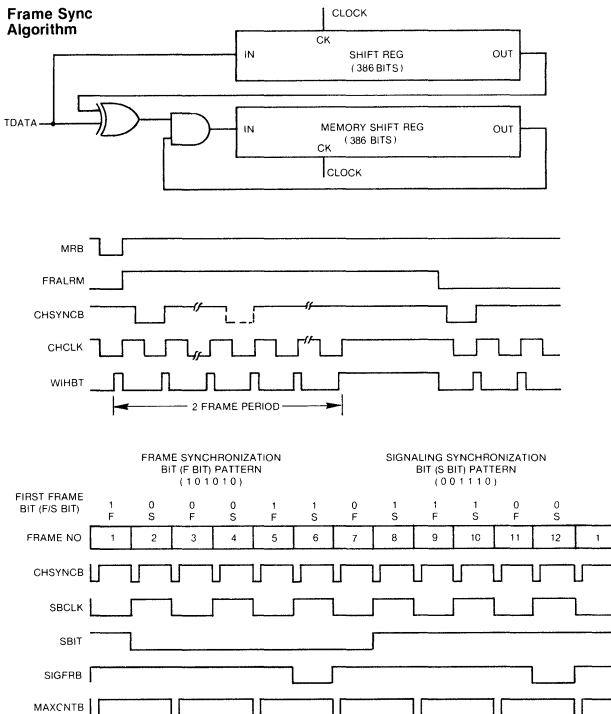 Frame Sync
Algorithm
CLOCK
CK
IN SHIFT REG OUT
(386 BITS)
TDATA
IN MEMORY SHIFT REG OUT
(386 BITS)
CK
CLOCK
MRB
FRALRM
CHSYNCB
CHCLK
WIHBT
2 FRAME PERIOD
FRAME SYNCHRONIZATION
BIT (F BIT) PATTERN
(101010)
SIGNALING SYNCHRONIZATION
BIT (S BIT) PATTERN
(001110)
FIRST FRAME
BIT (F/S BIT)
1 0 0 0 1 1 0 1 1 1 0 0
F S F S F S F S F S F S
FRAME NO 1 2 3 4 5 6 7 8 9 10 11 12 1
CHSYNCB
SBCLK
SBIT
SIGFRB
MAXCNTB